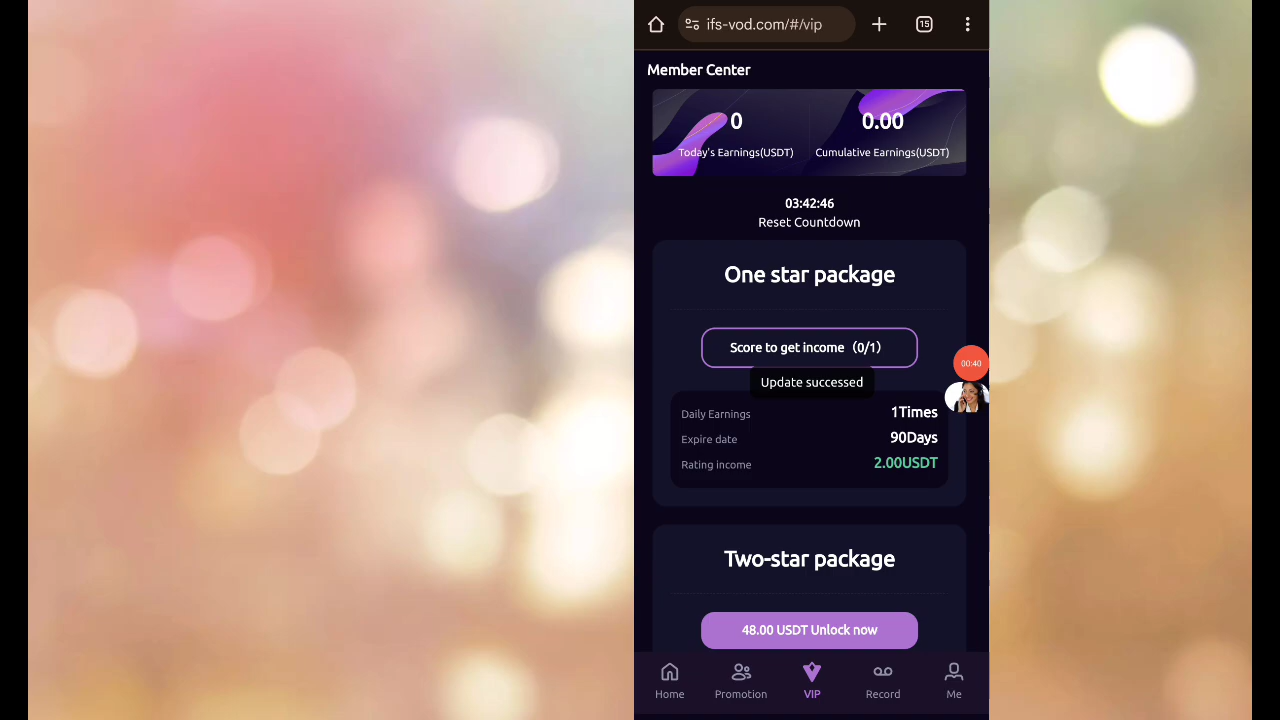 ifs-vod.com/#/vip
15
Member Center
0
0.00
Today's Earnings(USDT)
Cumulative Earnings(USDT)
03:42:46
Reset Countdown
One star package
Score to get income（0/1）
Update successed
00:40
Daily Earnings
1Times
Expire date
90Days
Rating income
2.00USDT
Two-star package
48.00 USDT Unlock now
Home
Promotion
VIP
Record
Me